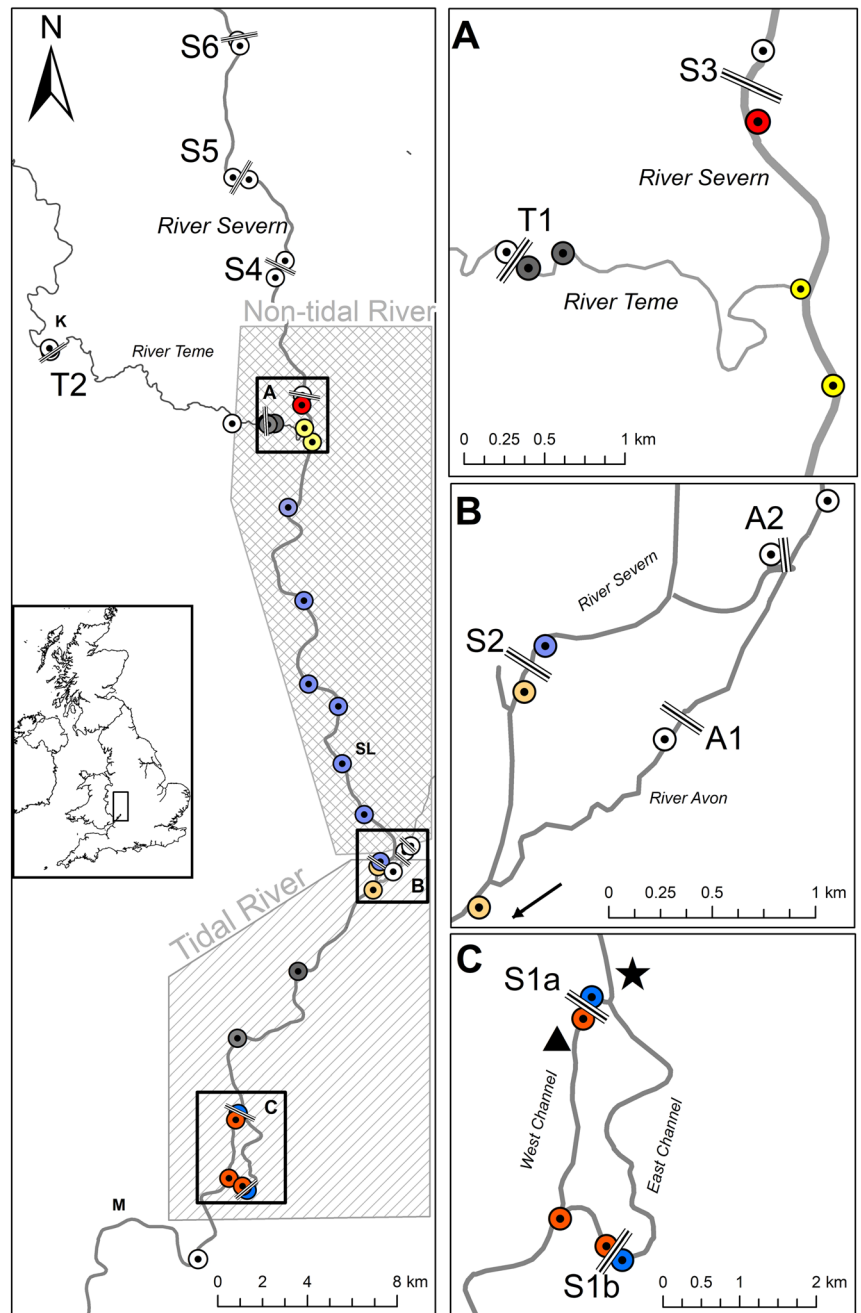 N
S6
S5
River Severn
S4
Non-tidal River
K
River Teme
T2
A
SL
B
Tidal River
C
M
0 2 4 8 km
A
S3
River Severn
T1
River Teme
0 0.25 0.5 1 km
B
A2
River Severn
S2
A1
River Avon
0 0.25 0.5 1 km
C
S1a
West Channel
East Channel
S1b
0 0.5 1 2 km